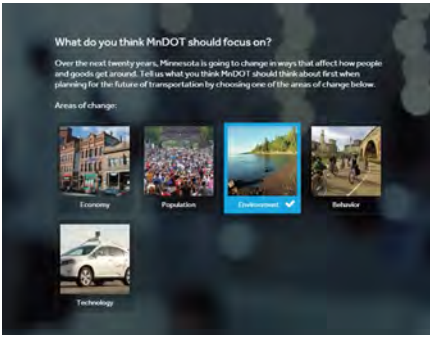 What do you think MnDOT should focus on?
Over the next twenty years, Minnesota is going to change in ways that affect how people
and goods get around. Tell us what you think MnDOT should think about first when
planning for the future of transportation by choosing one of the areas of change below.
Areas of change:
Economy
Population
Environment
Behavior
Technology